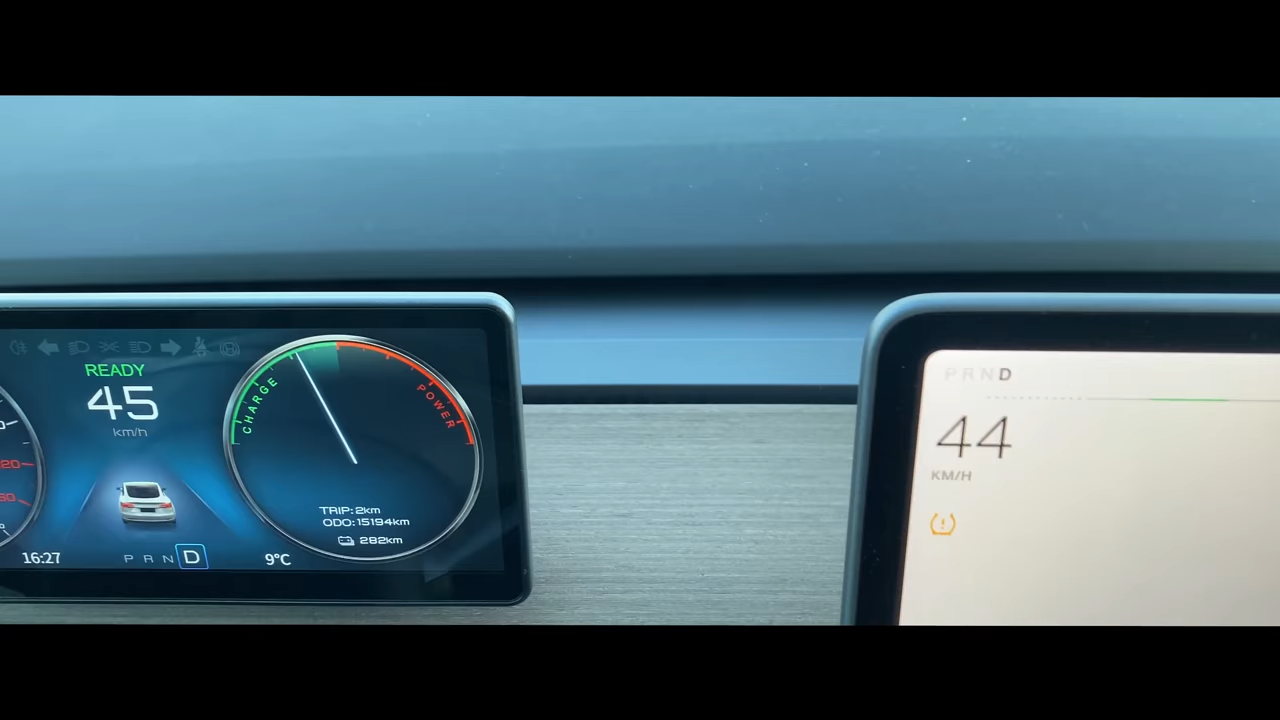 READY
45
km/h
CHARGE
POWER
TRIP: 2km
ODO: 15194km
282km
16:27
P R N D
9°C
P R N D
44
KM/H